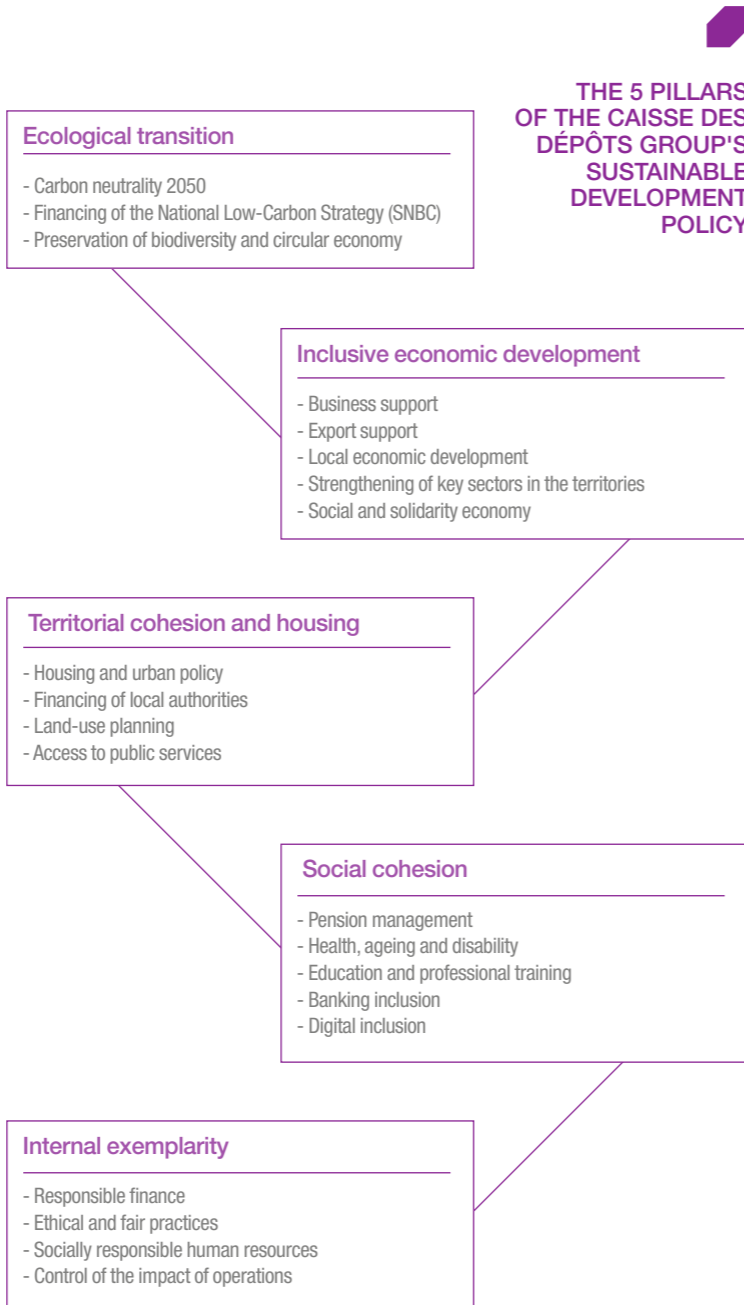 THE 5 PILLARS
OF THE CAISSE DES
DÉPÔTS GROUP'S
SUSTAINABLE
DEVELOPMENT
POLICY
Ecological transition
- Carbon neutrality 2050
- Financing of the National Low-Carbon Strategy (SNBC)
- Preservation of biodiversity and circular economy
Inclusive economic development
- Business support
- Export support
- Local economic development
- Strengthening of key sectors in the territories
- Social and solidarity economy
Territorial cohesion and housing
- Housing and urban policy
- Financing of local authorities
- Land-use planning
- Access to public services
Social cohesion
- Pension management
- Health, ageing and disability
- Education and professional training
- Banking inclusion
- Digital inclusion
Internal exemplarity
- Responsible finance
- Ethical and fair practices
- Socially responsible human resources
- Control of the impact of operations